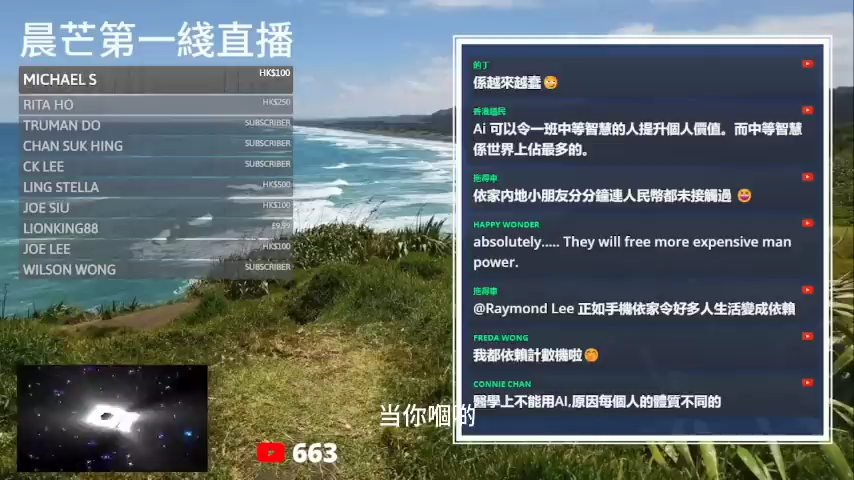 晨芒第一綫直播
MICHAEL S HK$100
RITA HO HK$250
TRUMAN DO SUBSCRIBER
CHAN SUK HING SUBSCRIBER
CK LEE SUBSCRIBER
LING STELLA HK$500
JOE SIU HK$100
LIONKING88 £9.99
JOE LEE HK$100
WILSON WONG SUBSCRIBER
的丁
係越來越蠢
香港難民
Ai 可以令一班中等智慧的人提升個人價值。而中等智慧
係世界上佔最多的。
拖得車
依家內地小朋友分分鐘連人民幣都未接觸過
HAPPY WONDER
absolutely..... They will free more expensive man
power.
拖得車
@Raymond Lee 正如手機依家令好多人生活變成依賴
FREDA WONG
我都依賴計數機啦
CONNIE CHAN
醫學上不能用AI,原因每個人的體質不同的
当你嗰啲
663